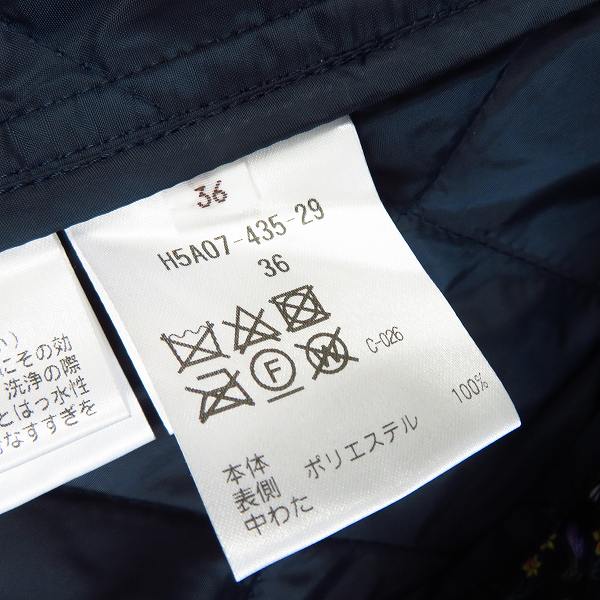 36
H5A07-435-29
36
F W
C-026
本体
表側 ポリエステル 100%
中わた
い)
にその効
洗浄の際
とはっ水性
なすすぎを